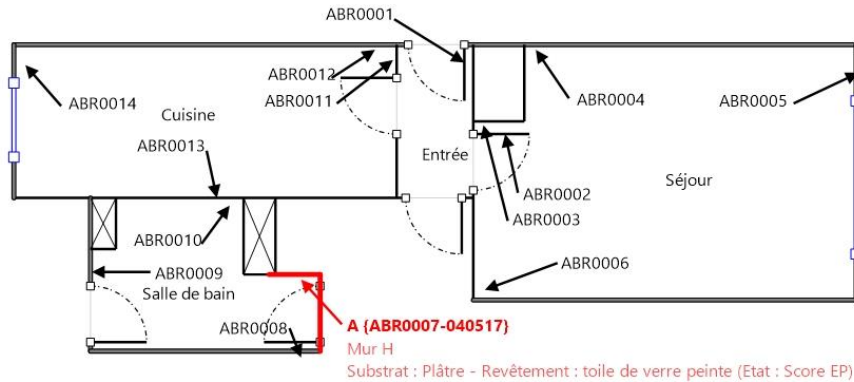 ABR0001
ABR0012
ABR0011
ABR0014
Cuisine
ABR0004
ABR0005
ABR0013
Entrée
ABR0002
ABR0003
Séjour
ABR0010
ABR0009
Salle de bain
ABR0006
ABR0008
A {ABR0007-040517}
Mur H
Substrat : Plâtre - Revêtement : toile de verre peinte (Etat : Score EP)